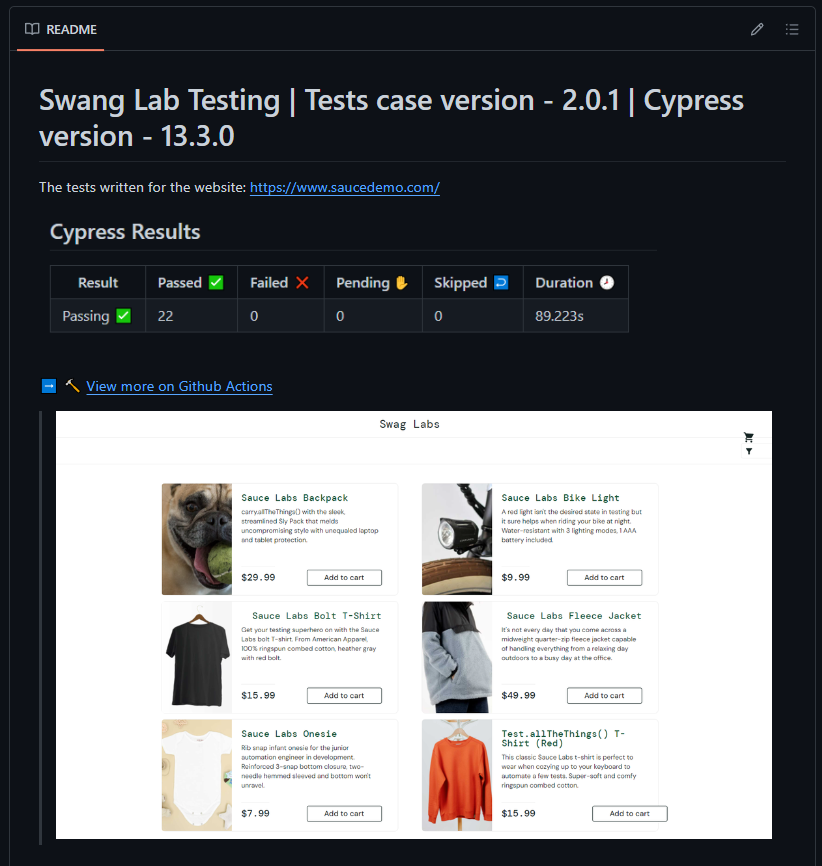 README
Swang Lab Testing | Tests case version - 2.0.1 | Cypress
version - 13.3.0
The tests written for the website: https://www.saucedemo.com/
Cypress Results
Result Passed ✅ Failed ❌ Pending ✋ Skipped ↩️ Duration 🕗
Passing ✅ 22 0 0 0 89.223s
➡️ 🔨 View more on Github Actions
Swag Labs
Sauce Labs Backpack
carry.allTheThings() with the sleek,
streamlined Sly Pack that melds
uncompromising style with unequaled laptop
and tablet protection.
$29.99 Add to cart
Sauce Labs Bike Light
A red light isn't the desired state in testing but
it sure helps when riding your bike at night.
Water-resistant with 3 lighting modes, 1 AAA
battery included.
$9.99 Add to cart
Sauce Labs Bolt T-Shirt
Get your testing superhero on with the Sauce
Labs bolt T-shirt. From American Apparel,
100% ringspun combed cotton, heather gray
with red bolt.
$15.99 Add to cart
Sauce Labs Fleece Jacket
It's not every day that you come across a
midweight quarter-zip fleece jacket capable
of handling everything from a relaxing day
outdoors to a busy day at the office.
$49.99 Add to cart
Sauce Labs Onesie
Rib snap infant onesie for the junior
automation engineer in development.
Reinforced 3-snap bottom closure, two-
needle hemmed sleeved and bottom won't
unravel.
$7.99 Add to cart
Test.allTheThings() T-
Shirt (Red)
This classic Sauce Labs t-shirt is perfect to
wear when cozying up to your keyboard to
automate a few tests. Super-soft and comfy
ringspun combed cotton.
$15.99 Add to cart